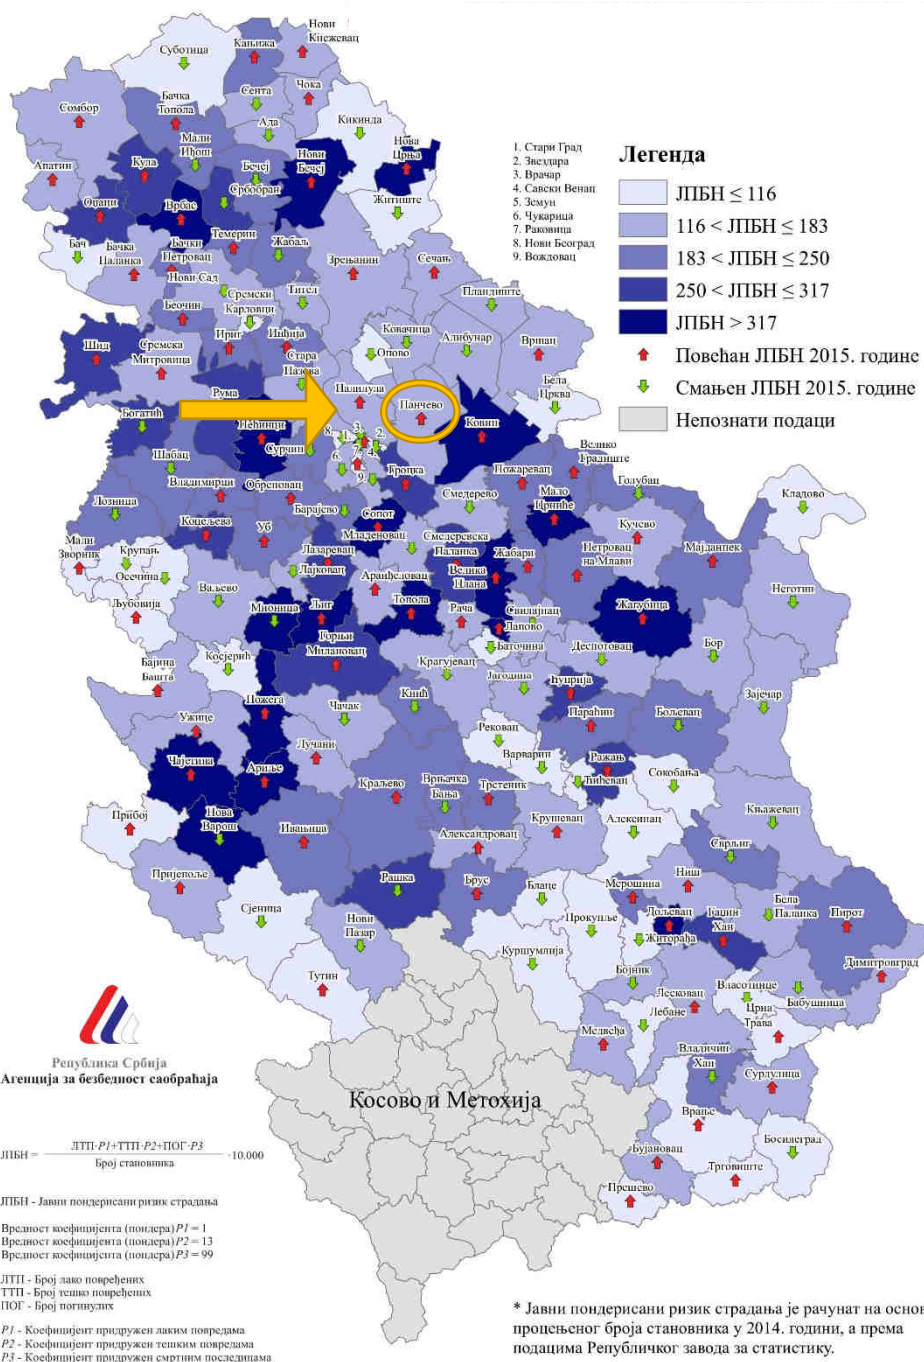 Суботица
Кањижа
Нови
Кнежевац
Сомбор
Бачка
Топола
Сента
Чока
Ада
Кикинда
Мали
Иђош
Апатин
Кула
Бечеј
Нови
Бечеј
Нова
Црња
Оџаци
Врбас
Србобран
Житиште
Бач
Бачка
Паланка
Бачки
Петровац
Темерин
Жабаљ
Зрењанин
Сечањ
Нови Сад
Тител
Пландиште
Беочин
Сремски
Карловци
Ковачица
Алибунар
Вршац
Опово
Шид
Сремска
Митровица
Ириг
Инђија
Стара
Пазова
Рума
Палилула
Панчево
Бела
Црква
Богатић
Пећинци
Ковин
Шабац
Сурчин
8.
1.
3.
2.
4.
7.
6.
9.
Гроцка
Велико
Градиште
Пожаревац
Голубац
Владимирци
Обреновац
Смедерево
Мало
Црниће
Кладово
Лозница
Барајево
Сопот
Кучево
Коцељева
Уб
Младеновац
Смедеревска
Паланка
Мали
Зворник
Крупањ
Лазаревац
Жабари
Петровац
на Млави
Мајданпек
Осечина
Лајковац
Аранђеловац
Велика
Плана
Неготин
Љубовија
Ваљево
Мионица
Љиг
Топола
Рача
Свилајнац
Жагубица
Лапово
Косјерић
Горњи
Милановац
Баточина
Деспотовац
Бор
Бајина
Башта
Крагујевац
Јагодина
Ћуприја
Зајечар
Пожега
Чачак
Кнић
Параћин
Бољевац
Ужице
Лучани
Рековац
Варварин
Ражањ
Чајетина
Ариље
Краљево
Врњачка
Бања
Трстеник
Ћићевац
Сокобања
Прибој
Нова
Варош
Ивањица
Александровац
Крушевац
Алексинац
Књажевац
Сврљиг
Пријепоље
Рашка
Брус
Блаце
Мерошина
Ниш
Бела
Паланка
Сјеница
Нови
Пазар
Прокупље
Дољевац
Гаџин
Хан
Пирот
Куршумлија
Житорађа
Тутин
Бојник
Димитровград
Лесковац
Власотинце
Бабушница
Лебане
Црна
Трава
Медвеђа
Владичин
Хан
Сурдулица
Врање
Босилеград
Бујановац
Прешево
Трговиште
Косово и Метохија
1. Стари Град
2. Звездара
3. Врачар
4. Савски Венац
5. Земун
6. Чукарица
7. Раковица
8. Нови Београд
9. Вождовац
Легенда
ЈПБН ≤ 116
116 < ЈПБН ≤ 183
183 < ЈПБН ≤ 250
250 < ЈПБН ≤ 317
ЈПБН > 317
Повећан ЈПБН 2015. године
Смањен ЈПБН 2015. године
Непознати подаци
Република Србија
Агенција за безбедност саобраћаја
ЈПБН = ЛТП·P1+ТТП·P2+ПОГ·P3 ·10.000
Број становника
ЈПБН - Јавни пондерисани ризик страдања
Вредност коефицијента (пондера) P1 = 1
Вредност коефицијента (пондера) P2 = 13
Вредност коефицијента (пондера) P3 = 99
ЛТП - Број лако повређених
ТТП - Број тешко повређених
ПОГ - Број погинулих
P1 - Коефицијент придружен лаким повредама
P2 - Коефицијент придружен тешким повредама
P3 - Коефицијент придружен смртним последицама
* Јавни пондерисани ризик страдања је рачунат на основ
процењеног броја становника у 2014. години, а према
подацима Републичког завода за статистику.